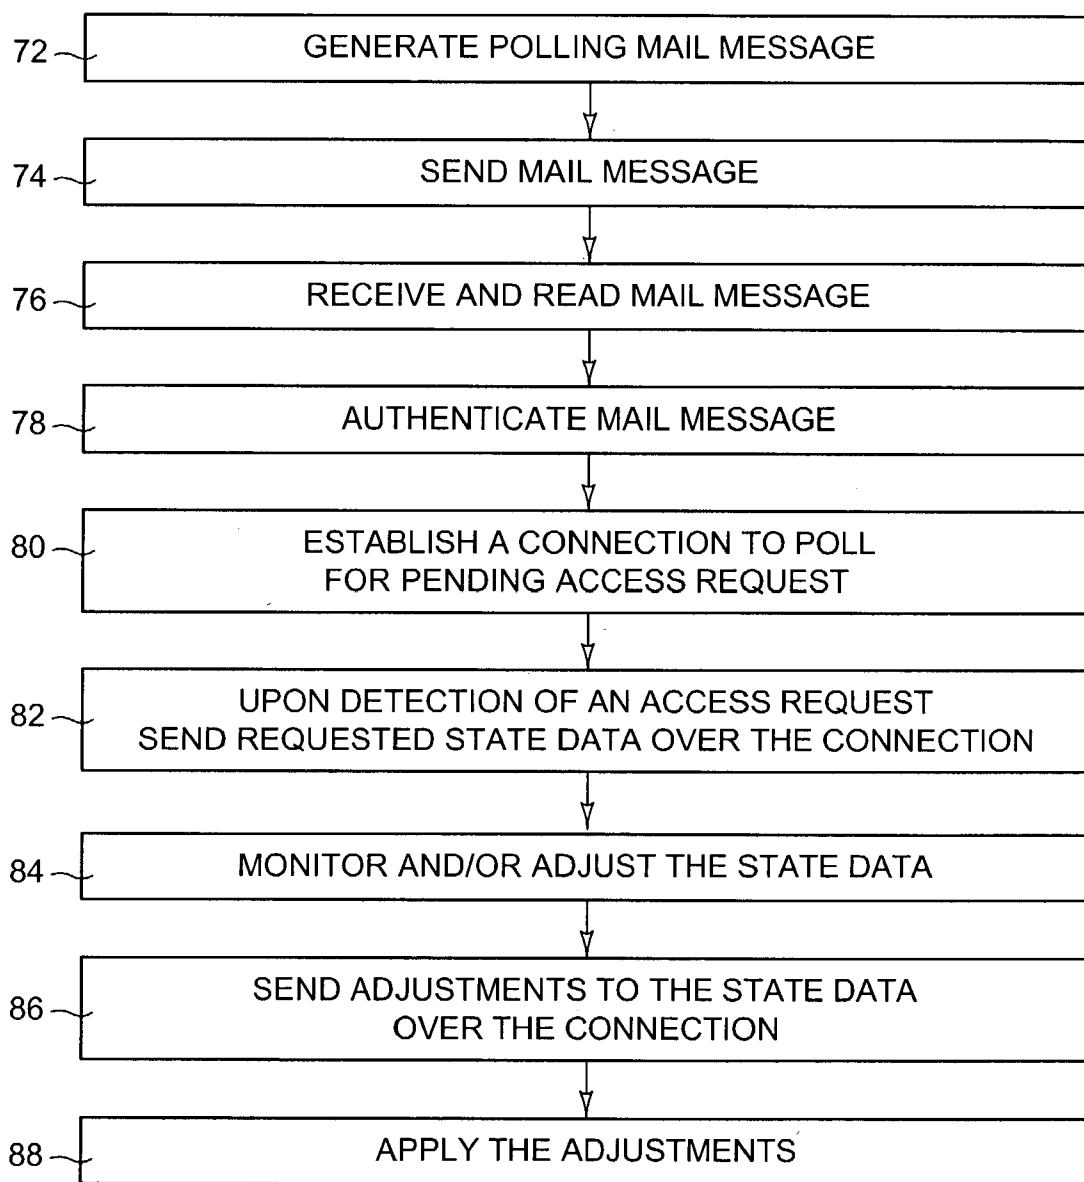 72 GENERATE POLLING MAIL MESSAGE
74 SEND MAIL MESSAGE
76 RECEIVE AND READ MAIL MESSAGE
78 AUTHENTICATE MAIL MESSAGE
80 ESTABLISH A CONNECTION TO POLL
FOR PENDING ACCESS REQUEST
82 UPON DETECTION OF AN ACCESS REQUEST
SEND REQUESTED STATE DATA OVER THE CONNECTION
84 MONITOR AND/OR ADJUST THE STATE DATA
86 SEND ADJUSTMENTS TO THE STATE DATA
OVER THE CONNECTION
88 APPLY THE ADJUSTMENTS